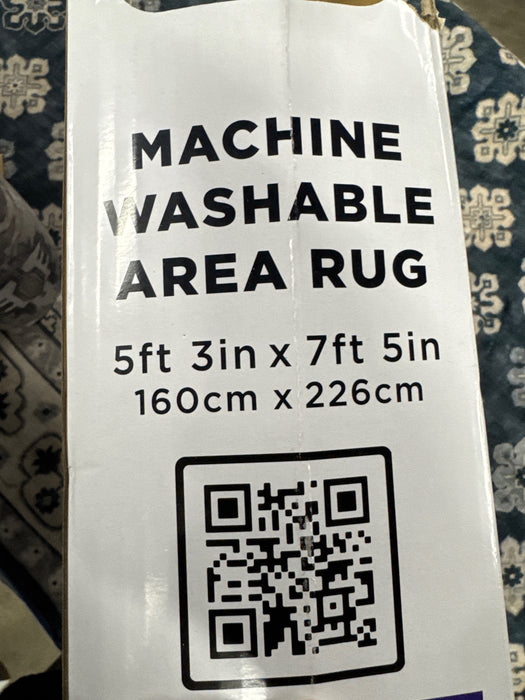 MACHINE
WASHABLE
AREA RUG
5ft 3in x 7ft 5in
160cm x 226cm